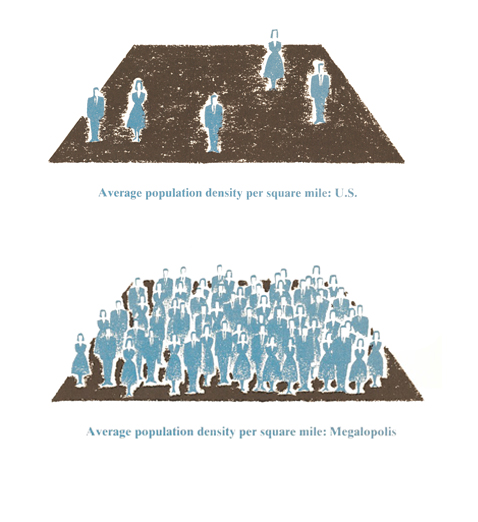 Average population density per square mile: U.S.
Average population density per square mile: Megalopolis